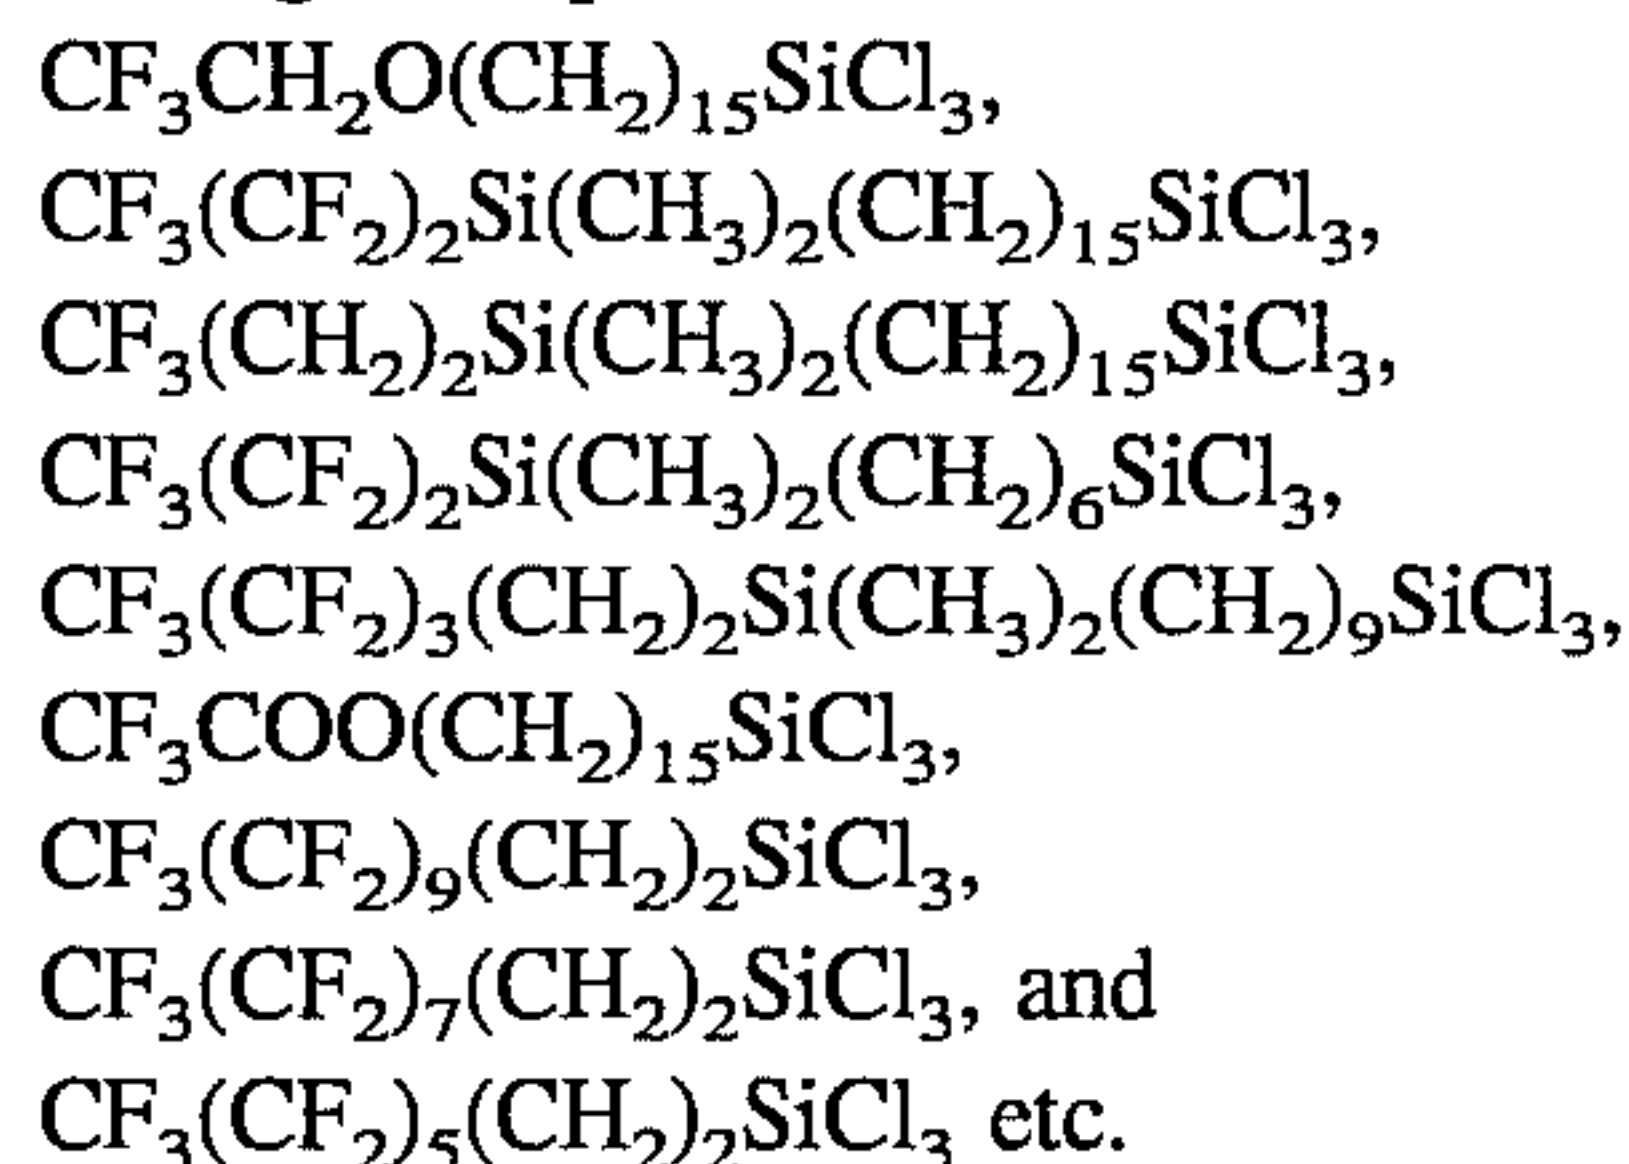 CF₃CH₂O(CH₂)₁₅SiCl₃,
CF₃(CF₂)₂Si(CH₃)₂(CH₂)₁₅SiCl₃,
CF₃(CH₂)₂Si(CH₃)₂(CH₂)₁₅SiCl₃,
CF₃(CF₂)₂Si(CH₃)₂(CH₂)₆SiCl₃,
CF₃(CF₂)₃(CH₂)₂Si(CH₃)₂(CH₂)₉SiCl₃,
CF₃COO(CH₂)₁₅SiCl₃,
CF₃(CF₂)₉(CH₂)₂SiCl₃,
CF₃(CF₂)₇(CH₂)₂SiCl₃, and
CF₃(CF₂)₅(CH₂)₂SiCl₃ etc.